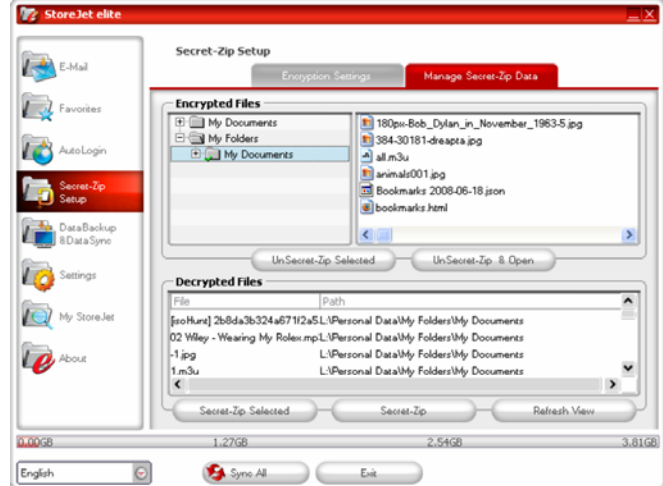 StoreJet elite
E-Mail
Favorites
AutoLogin
Secret-Zip
Setup
DataBackup
&DataSync
Settings
My StoreJet
About
Secret-Zip Setup
Encryption Settings
Manage Secret-Zip Data
Encrypted Files
My Documents
My Folders
My Documents
180px-Bob_Dylan_in_November_1963-5.jpg
384-30181-dreapta.jpg
all.m3u
animals001.jpg
Bookmarks 2008-06-18.json
bookmarks.html
UnSecret-Zip Selected
UnSecret-Zip & Open
Decrypted Files
File Path
[isoHunt] 2b8da3b324a671f2a5 L:\Personal Data\My Folders\My Documents
02 Wiley - Wearing My Rolex.mp L:\Personal Data\My Folders\My Documents
-1.jpg L:\Personal Data\My Folders\My Documents
1.m3u L:\Personal Data\My Folders\My Documents
Secret-Zip Selected
Secret-Zip
Refresh View
0.00GB 1.27GB 2.54GB 3.81GB
English
Sync All
Exit